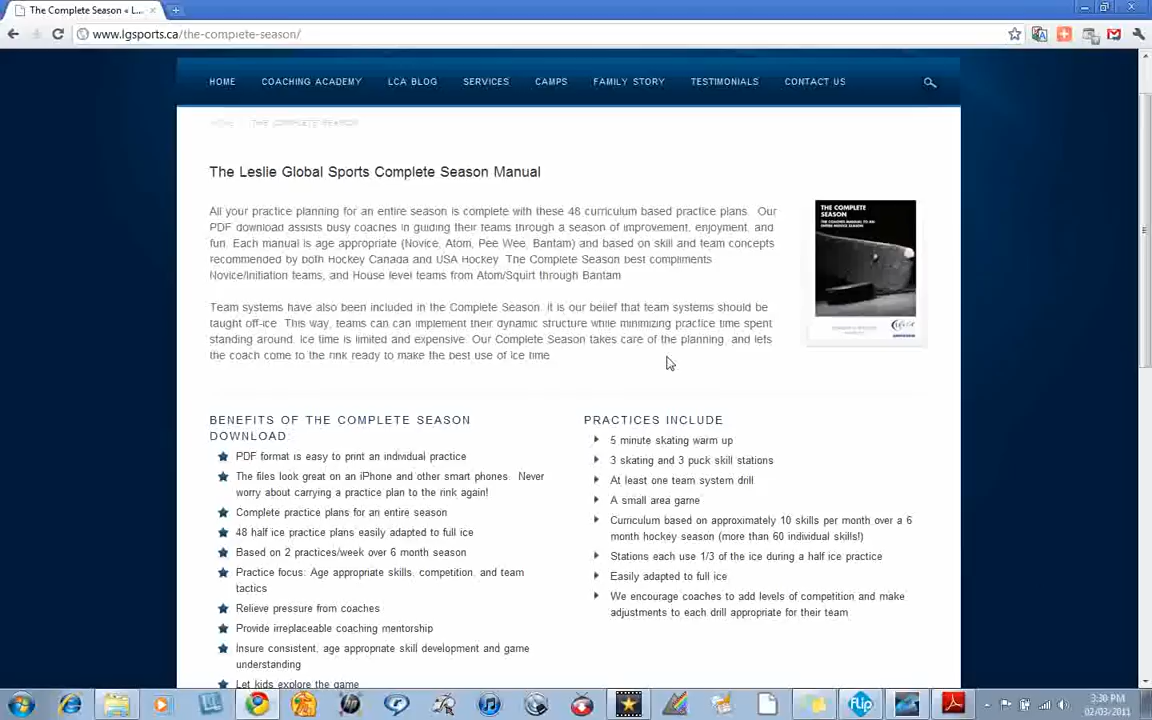 The Complete Season « L...
www.lgsports.ca/the-complete-season/
HOME COACHING ACADEMY LCA BLOG SERVICES CAMPS FAMILY STORY TESTIMONIALS CONTACT US
THE COMPLETE SEASON
The Leslie Global Sports Complete Season Manual
All your practice planning for an entire season is complete with these 48 curriculum based practice plans. Our
PDF download assists busy coaches in guiding their teams through a season of improvement, enjoyment, and
fun. Each manual is age appropriate (Novice, Atom, Pee Wee, Bantam) and based on skill and team concepts
recommended by both Hockey Canada and USA Hockey. The Complete Season best compliments
Novice/Initiation teams, and House level teams from Atom/Squirt through Bantam
Team systems have also been included in the Complete Season. It is our belief that team systems should be
taught off-ice. This way, teams can can implement their dynamic structure while minimizing practice time spent
standing around. Ice time is limited and expensive. Our Complete Season takes care of the planning, and lets
the coach come to the rink ready to make the best use of ice time
THE COMPLETE
SEASON
THE COACHES MANUAL TO AN
ENTIRE NOVICE SEASON
BENEFITS OF THE COMPLETE SEASON
DOWNLOAD:
PDF format is easy to print an individual practice
The files look great on an iPhone and other smart phones. Never
worry about carrying a practice plan to the rink again!
Complete practice plans for an entire season
48 half ice practice plans easily adapted to full ice
Based on 2 practices/week over 6 month season
Practice focus: Age appropriate skills, competition, and team
tactics
Relieve pressure from coaches
Provide irreplaceable coaching mentorship
Insure consistent, age appropriate skill development and game
understanding
Let kids explore the game
PRACTICES INCLUDE
5 minute skating warm up
3 skating and 3 puck skill stations
At least one team system drill
A small area game
Curriculum based on approximately 10 skills per month over a 6
month hockey season (more than 60 individual skills!)
Stations each use 1/3 of the ice during a half ice practice
Easily adapted to full ice
We encourage coaches to add levels of competition and make
adjustments to each drill appropriate for their team
flip
3:30 PM
02/03/2011